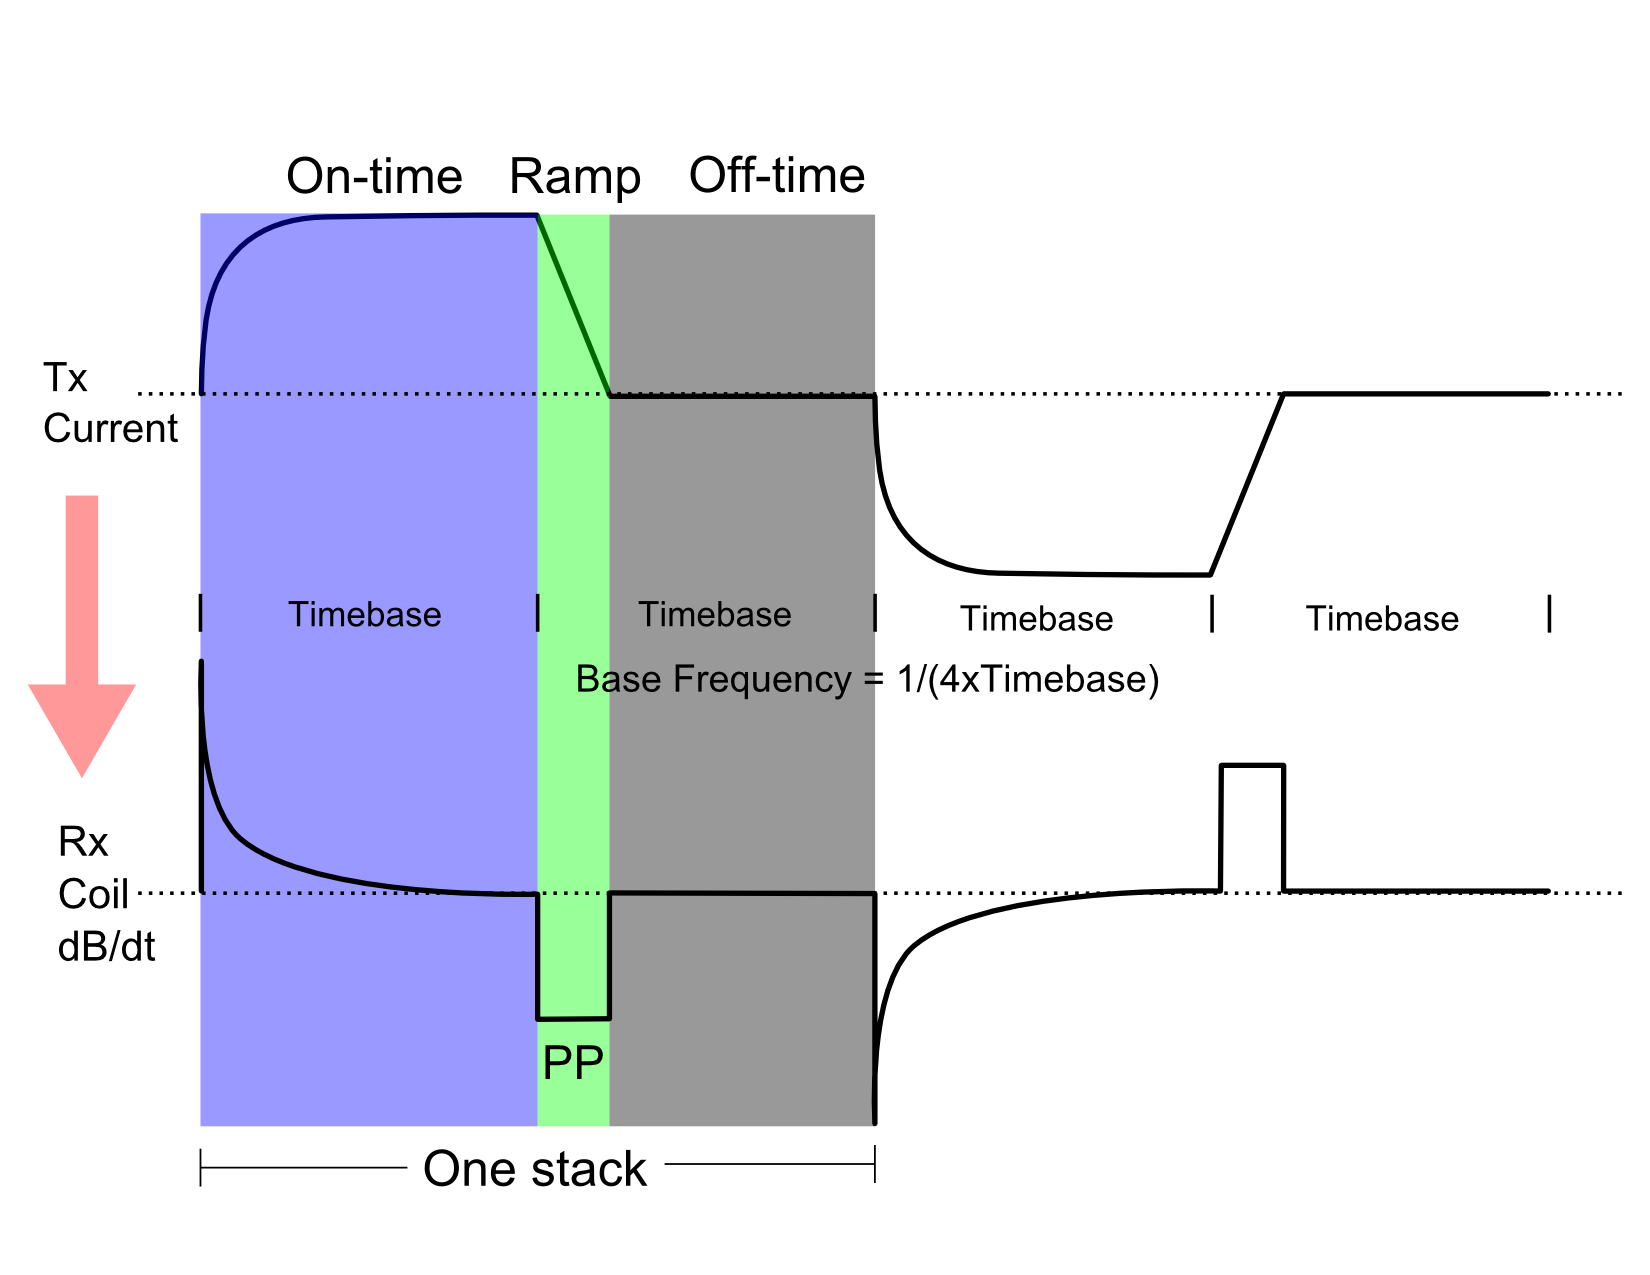 On-time Ramp Off-time
Tx
Current
Timebase Timebase Timebase Timebase
Base Frequency = 1/(4xTimebase)
Rx
Coil
dB/dt
PP
One stack